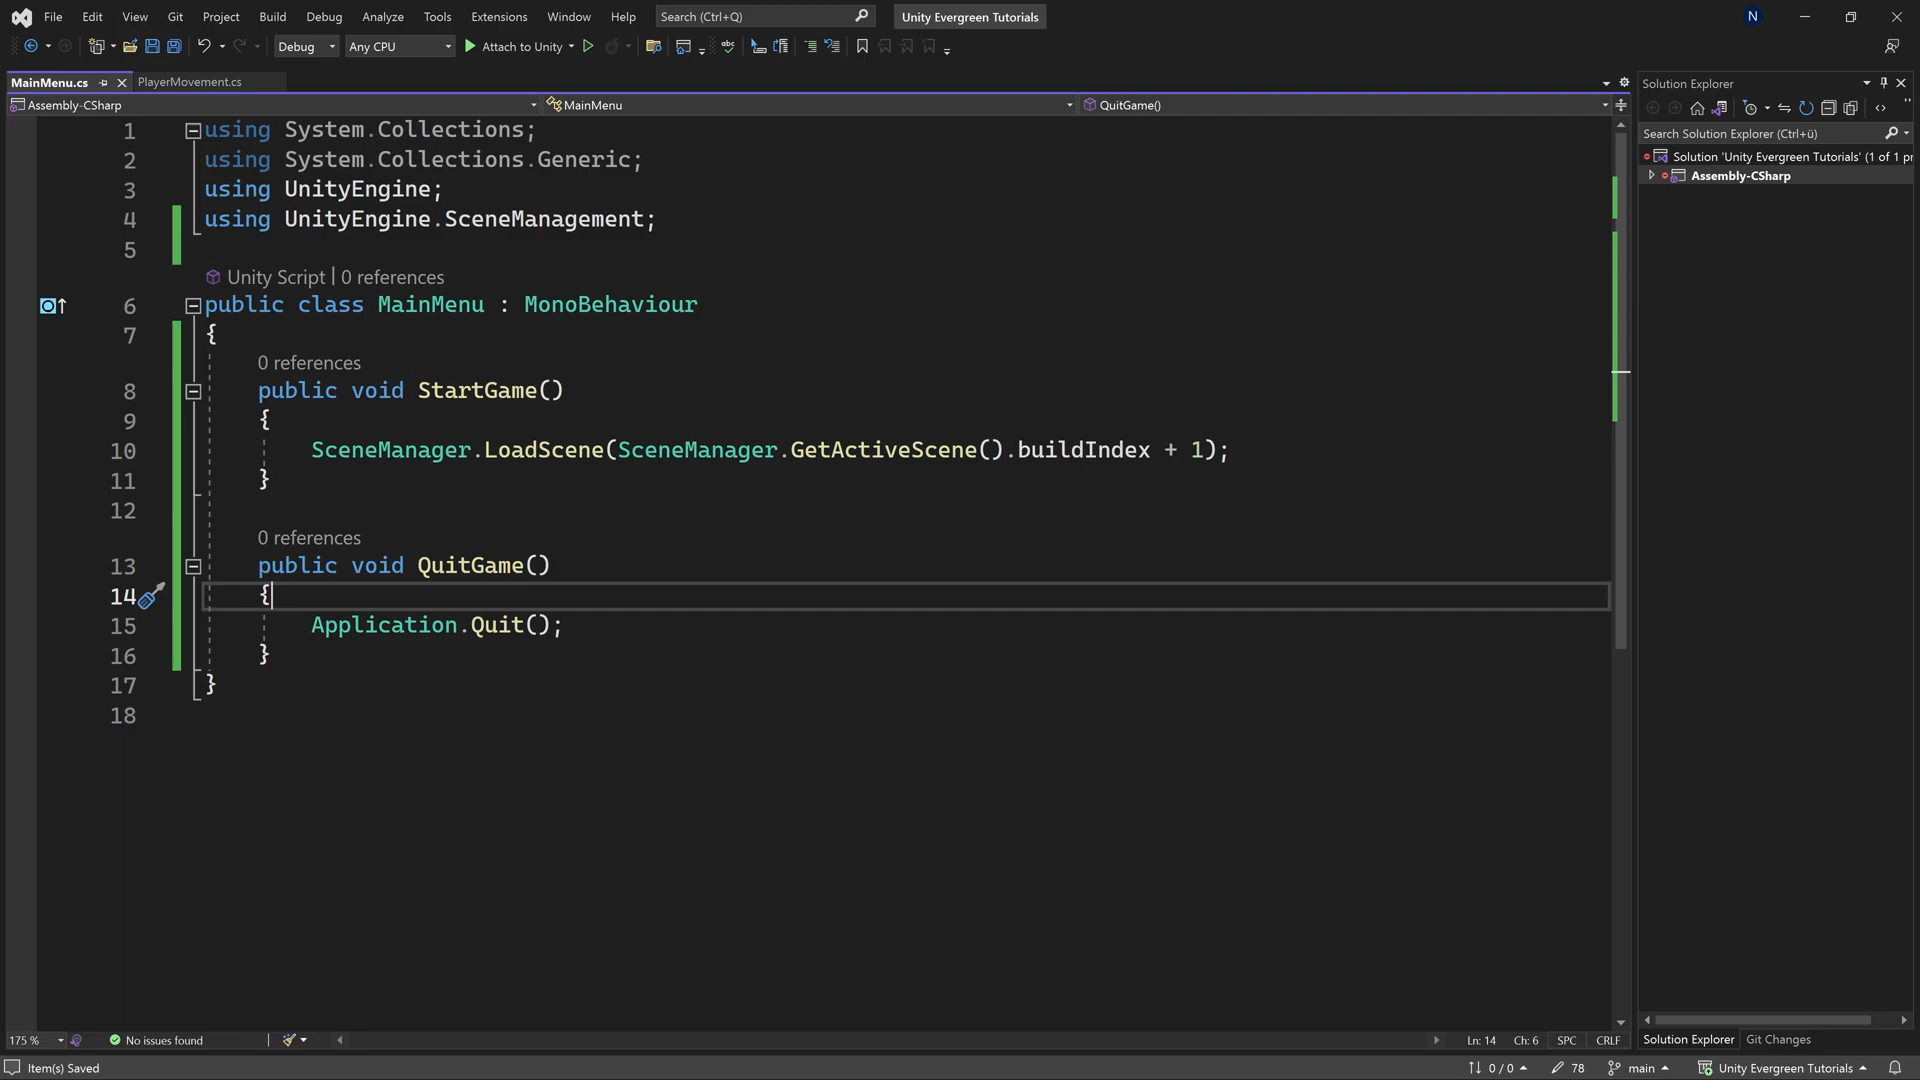 File Edit View Git Project Build Debug Analyze Tools Extensions Window Help Search (Ctrl+Q) Unity Evergreen Tutorials N
Debug Any CPU Attach to Unity
MainMenu.cs PlayerMovement.cs
Assembly-CSharp MainMenu QuitGame()
1 using System.Collections;
2 using System.Collections.Generic;
3 using UnityEngine;
4 using UnityEngine.SceneManagement;
5
Unity Script | 0 references
6 public class MainMenu : MonoBehaviour
7 {
0 references
8 public void StartGame()
9 {
10 SceneManager.LoadScene(SceneManager.GetActiveScene().buildIndex + 1);
11 }
12
0 references
13 public void QuitGame()
14 {
15 Application.Quit();
16 }
17 }
18
Solution Explorer
Search Solution Explorer (Ctrl+ü)
Solution 'Unity Evergreen Tutorials' (1 of 1 pr
Assembly-CSharp
175 % No issues found Ln: 14 Ch: 6 SPC CRLF
Solution Explorer Git Changes
Item(s) Saved 0 / 0 78 main Unity Evergreen Tutorials